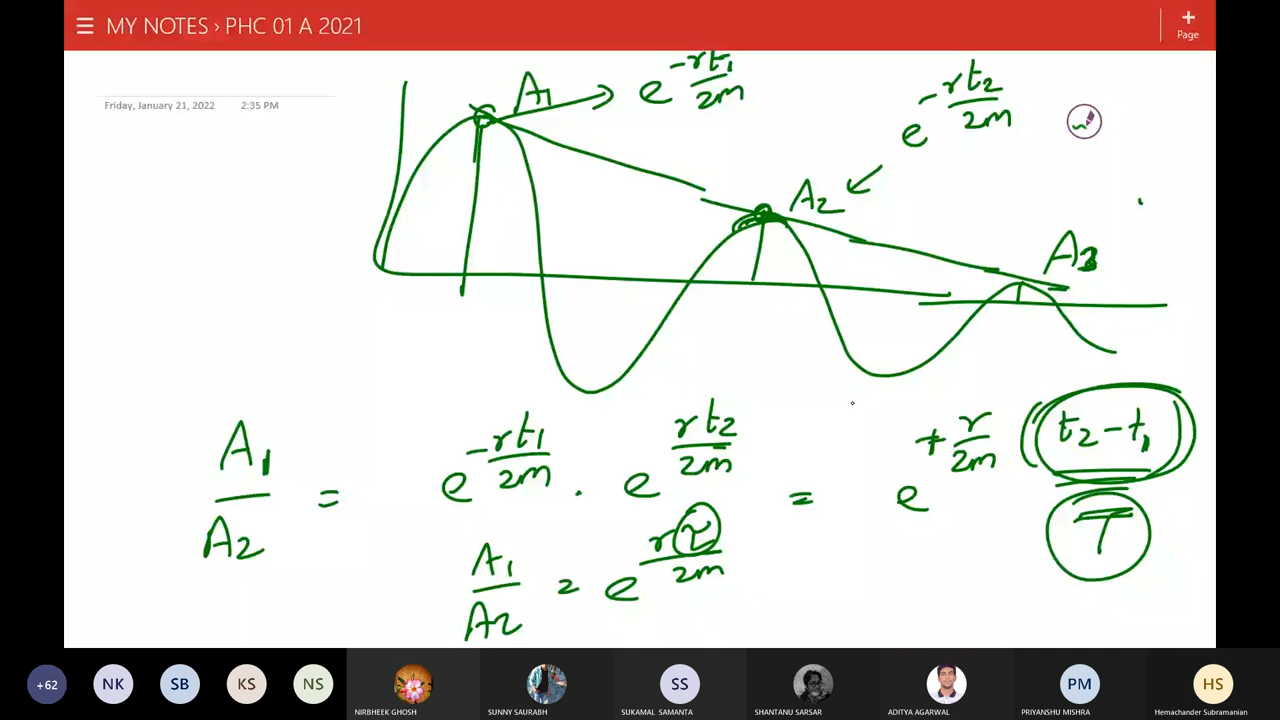 MY NOTES › PHC 01 A 2021
Page
Friday, January 21, 2022 2:35 PM
A₁ → e^(-rt₁/2m)
e^(-rt₂/2m)
A₂
A₃
A₁/A₂ = e^(-rt₁/2m) . e^(rt₂/2m) = e^(+r/2m (t₂-t₁))
T
A₁/A₂ = e^(rτ/2m)
+62 NK SB KS NS SS PM HS
NIRBHEEK GHOSH SUNNY SAURABH SUKAMAL SAMANTA SHANTANU SARSAR ADITYA AGARWAL PRIYANSHU MISHRA Hemachander Subramanian